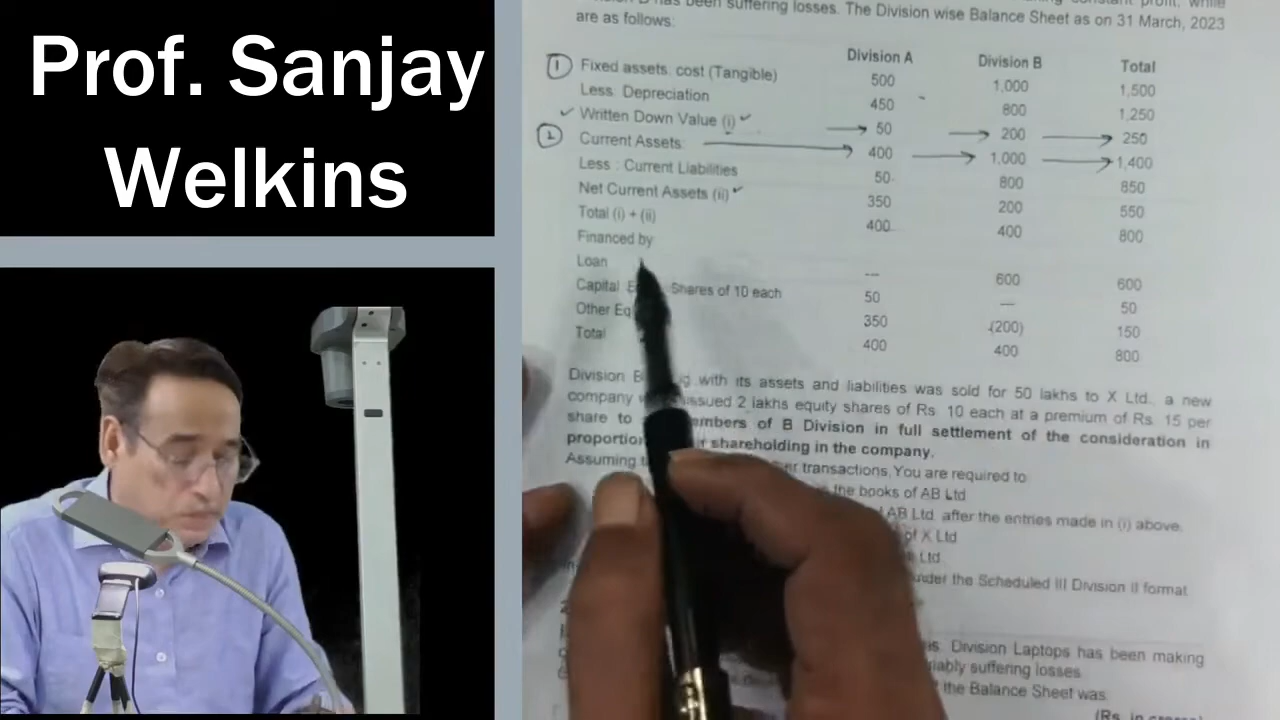 Prof. Sanjay
Welkins
has been suffering losses. The Division wise Balance Sheet as on 31 March, 2023
are as follows:
Division A Division B Total
1 Fixed assets. cost (Tangible) 500 1,000 1,500
Less. Depreciation 450 800 1,250
Written Down Value (i) 50 200 250
2 Current Assets: 400 1,000 1,400
Less : Current Liabilities 50 800 850
Net Current Assets (ii) 350 200 550
Total (i) + (ii) 400 400 800
Financed by
Loan --- 600 600
Capital Shares of 10 each 50 — 50
Other 350 (200) 150
Total 400 400 800
Division with its assets and liabilities was sold for 50 lakhs to X Ltd., a new
company issued 2 lakhs equity shares of Rs. 10 each at a premium of Rs. 15 per
share to of B Division in full settlement of the consideration in
shareholding in the company.
Assuming transactions, You are required to
the books of AB Ltd
AB Ltd. after the entries made in (i) above.
of X Ltd
Ltd.
under the Scheduled III Division II format
Division Laptops has been making
suffering losses
the Balance Sheet was
(Rs. in crores)